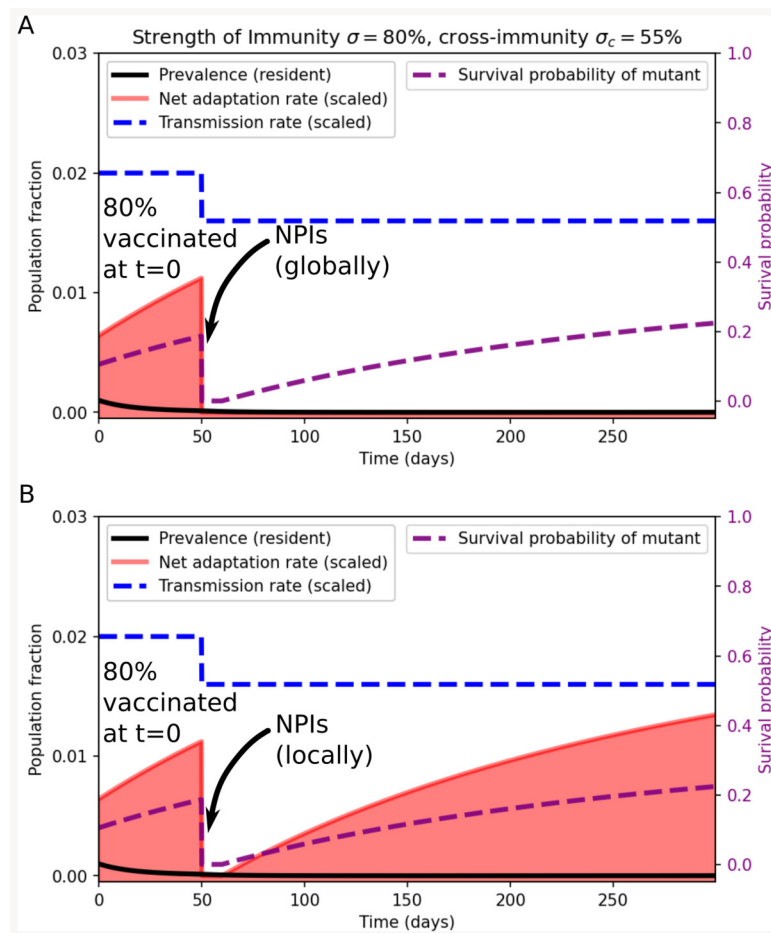 A
Strength of Immunity σ = 80%, cross-immunity σc = 55%
Prevalence (resident)
Net adaptation rate (scaled)
Transmission rate (scaled)
Survival probability of mutant
80%
vaccinated
at t=0
NPIs
(globally)
0.03
0.02
0.01
0.00
Population fraction
1.0
0.8
0.6
0.4
0.2
0.0
Surival probability
0 50 100 150 200 250
Time (days)
B
Prevalence (resident)
Net adaptation rate (scaled)
Transmission rate (scaled)
Survival probability of mutant
80%
vaccinated
at t=0
NPIs
(locally)
0.03
0.02
0.01
0.00
Population fraction
1.0
0.8
0.6
0.4
0.2
0.0
Surival probability
0 50 100 150 200 250
Time (days)